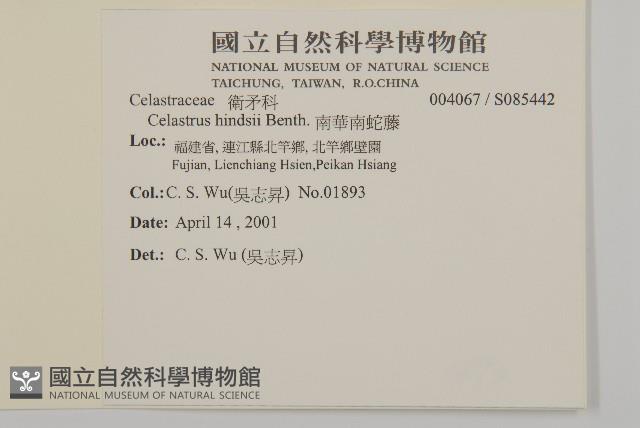 國立自然科學博物館
NATIONAL MUSEUM OF NATURAL SCIENCE
TAICHUNG, TAIWAN, R.O.CHINA
Celastraceae 衛矛科 004067 / S085442
Celastrus hindsii Benth. 南華南蛇藤
Loc.: 福建省, 連江縣北竿鄉, 北竿鄉壁園
Fujian, Lienchiang Hsien,Peikan Hsiang
Col.:C. S. Wu(吳志昇) No.01893
Date: April 14 , 2001
Det.: C. S. Wu (吳志昇)
國立自然科學博物館
NATIONAL MUSEUM OF NATURAL SCIENCE